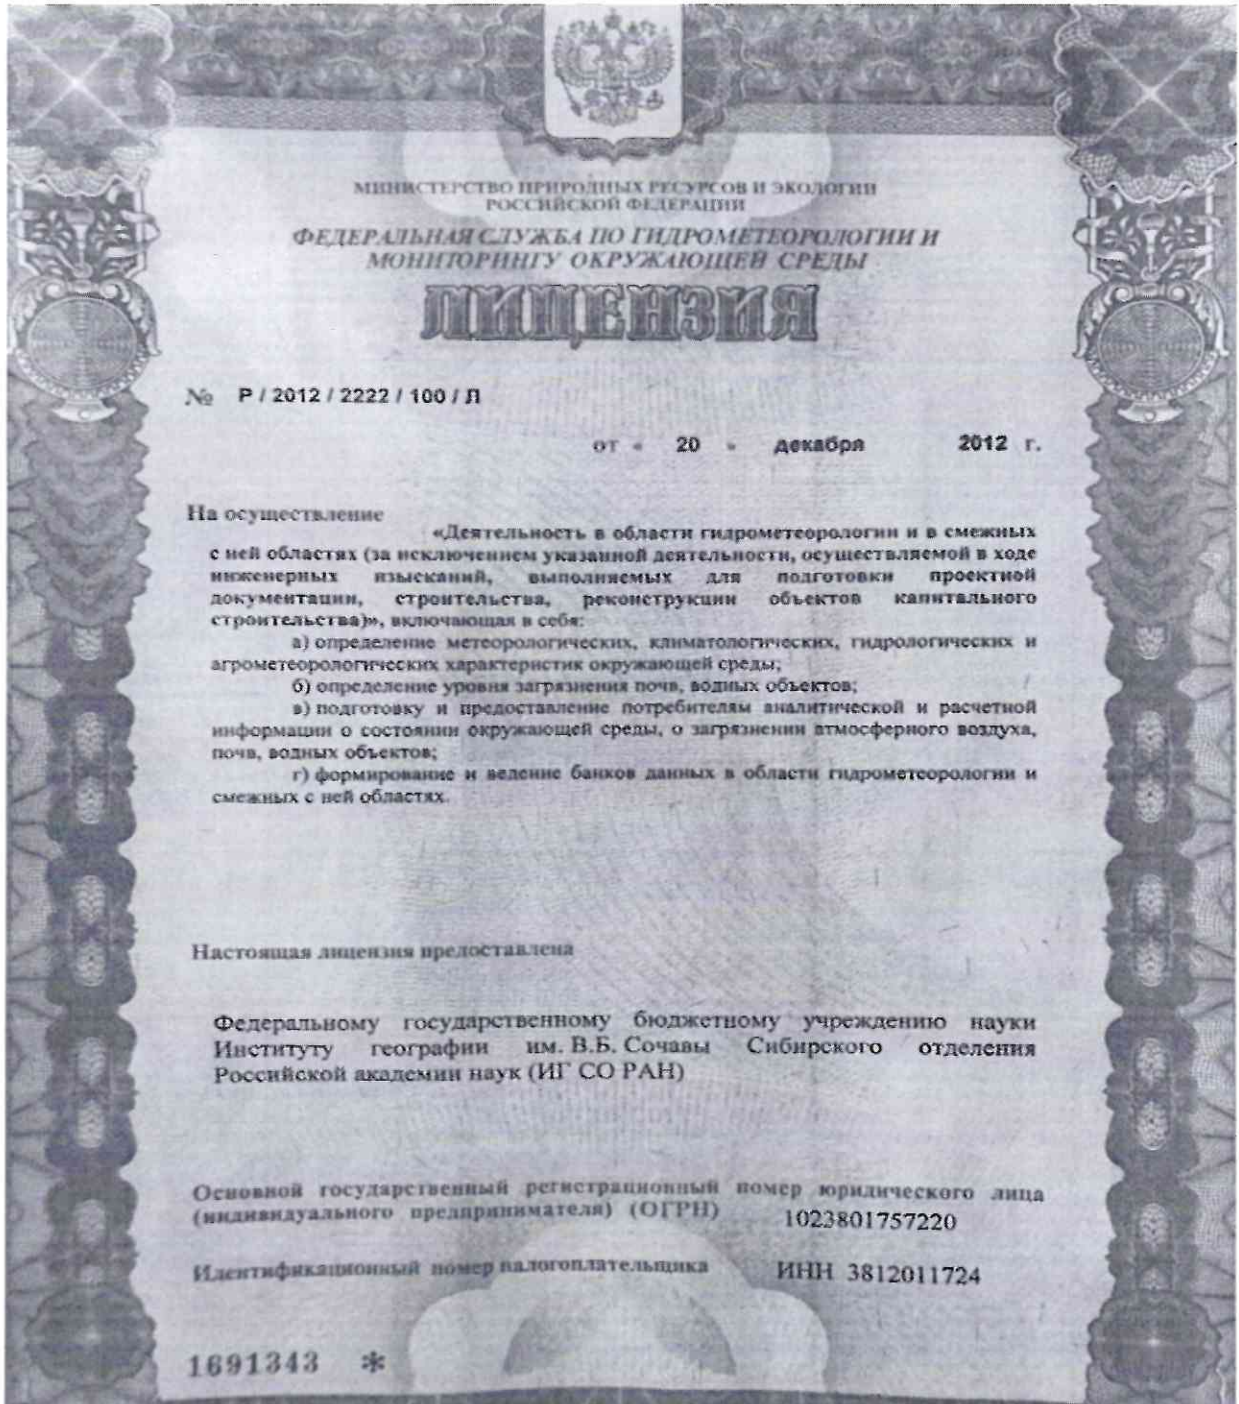 МИНИСТЕРСТВО ПРИРОДНЫХ РЕСУРСОВ И ЭКОЛОГИИ
РОССИЙСКОЙ ФЕДЕРАЦИИ
ФЕДЕРАЛЬНАЯ СЛУЖБА ПО ГИДРОМЕТЕОРОЛОГИИ И
МОНИТОРИНГУ ОКРУЖАЮЩЕЙ СРЕДЫ
ЛИЦЕНЗИЯ
№ Р / 2012 / 2222 / 100 / Л
от « 20 » декабря 2012 г.
На осуществление
«Деятельность в области гидрометеорологии и в смежных
с ней областях (за исключением указанной деятельности, осуществляемой в ходе
инженерных изысканий, выполняемых для подготовки проектной
документации, строительства, реконструкции объектов капитального
строительства)», включающая в себя:
а) определение метеорологических, климатологических, гидрологических и
агрометеорологических характеристик окружающей среды;
б) определение уровня загрязнения почв, водных объектов;
в) подготовку и предоставление потребителям аналитической и расчетной
информации о состоянии окружающей среды, о загрязнении атмосферного воздуха,
почв, водных объектов;
г) формирование и ведение банков данных в области гидрометеорологии и
смежных с ней областях.
Настоящая лицензия предоставлена
Федеральному государственному бюджетному учреждению науки
Институту географии им. В.Б. Сочавы Сибирского отделения
Российской академии наук (ИГ СО РАН)
Основной государственный регистрационный номер юридического лица
(индивидуального предпринимателя) (ОГРН) 1023801757220
Идентификационный номер налогоплательщика ИНН 3812011724
1691343 *